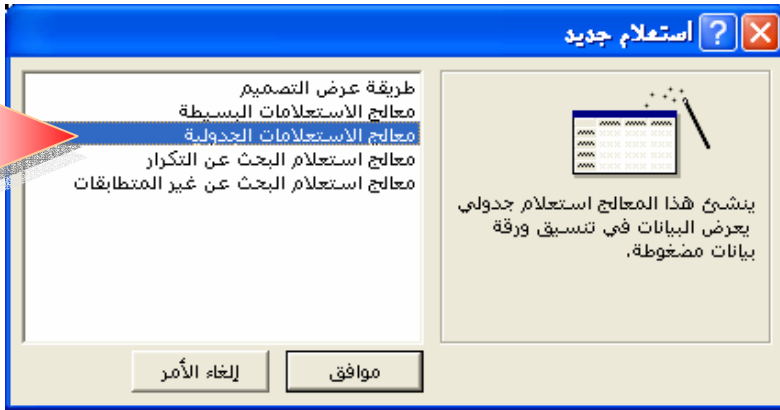 استعلام جديد
طريقة عرض التصميم
معالج الاستعلامات البسيطة
معالج الاستعلامات الجدولية
معالج استعلام البحث عن التكرار
معالج استعلام البحث عن غير المتطابقات
ينشئ هذا المعالج استعلام جدولي
يعرض البيانات في تنسيق ورقة
بيانات مضغوطة.
موافق
إلغاء الأمر